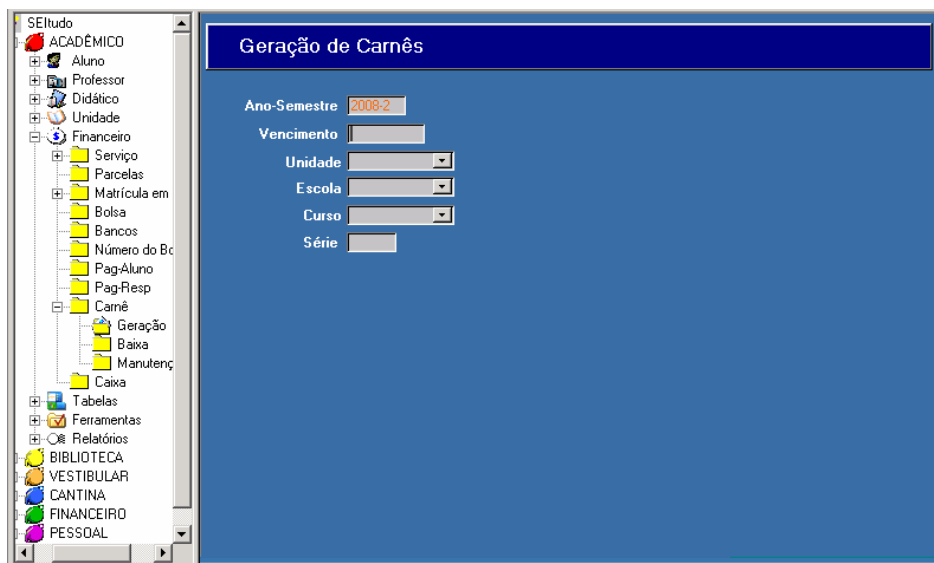 SEItudo
ACADÊMICO
Aluno
Professor
Didático
Unidade
Financeiro
Serviço
Parcelas
Matrícula em
Bolsa
Bancos
Número do Bo
Pag-Aluno
Pag-Resp
Carnê
Geração
Baixa
Manutenç
Caixa
Tabelas
Ferramentas
Relatórios
BIBLIOTECA
VESTIBULAR
CANTINA
FINANCEIRO
PESSOAL
Geração de Carnês
Ano-Semestre 2008-2
Vencimento
Unidade
Escola
Curso
Série